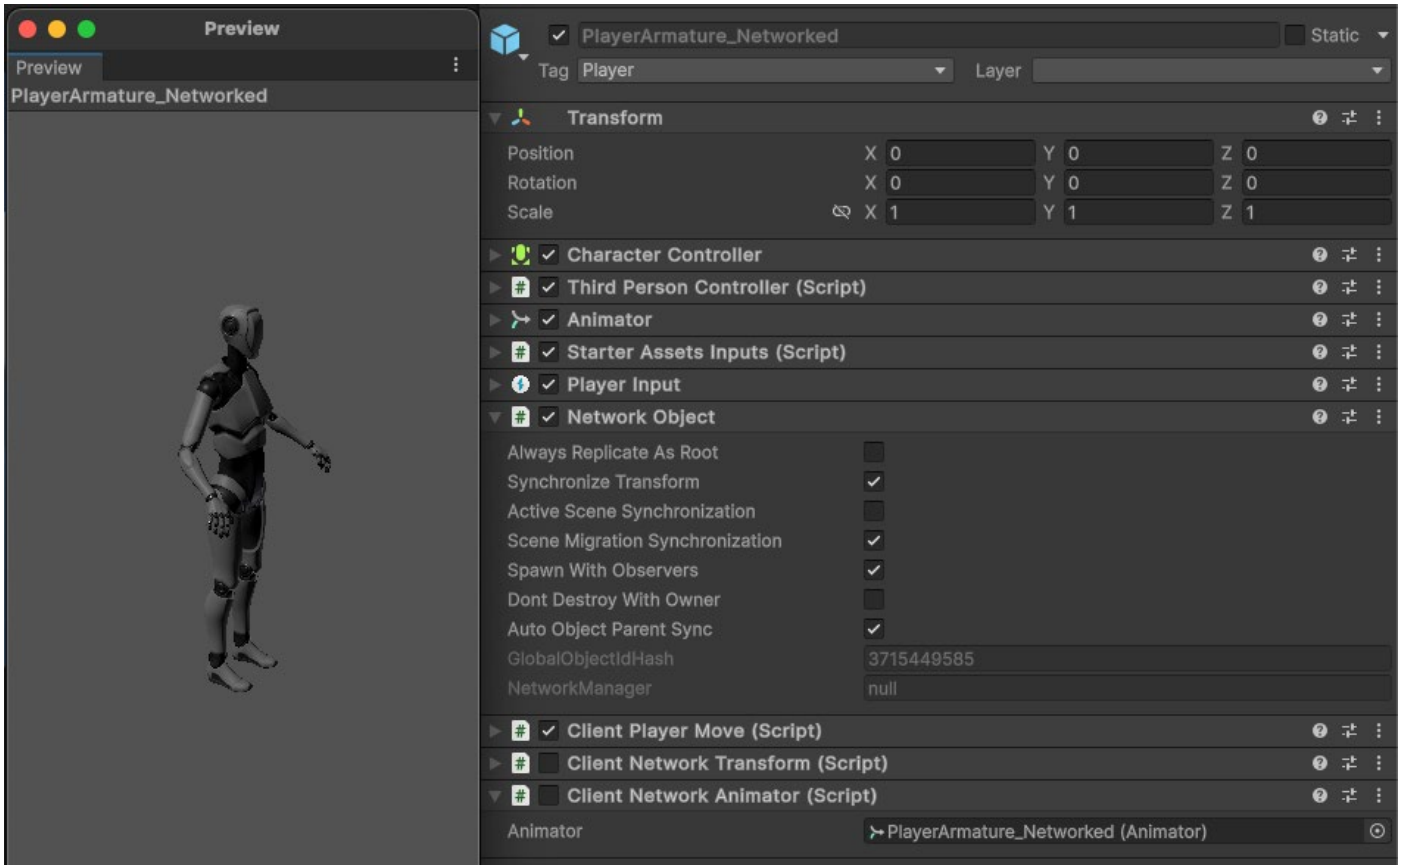 Preview
Preview
PlayerArmature_Networked
PlayerArmature_Networked Static
Tag Player Layer
Transform
Position X 0 Y 0 Z 0
Rotation X 0 Y 0 Z 0
Scale X 1 Y 1 Z 1
Character Controller
# Third Person Controller (Script)
Animator
# Starter Assets Inputs (Script)
Player Input
# Network Object
Always Replicate As Root
Synchronize Transform
Active Scene Synchronization
Scene Migration Synchronization
Spawn With Observers
Dont Destroy With Owner
Auto Object Parent Sync
GlobalObjectIdHash 3715449585
NetworkManager null
# Client Player Move (Script)
# Client Network Transform (Script)
# Client Network Animator (Script)
Animator PlayerArmature_Networked (Animator)